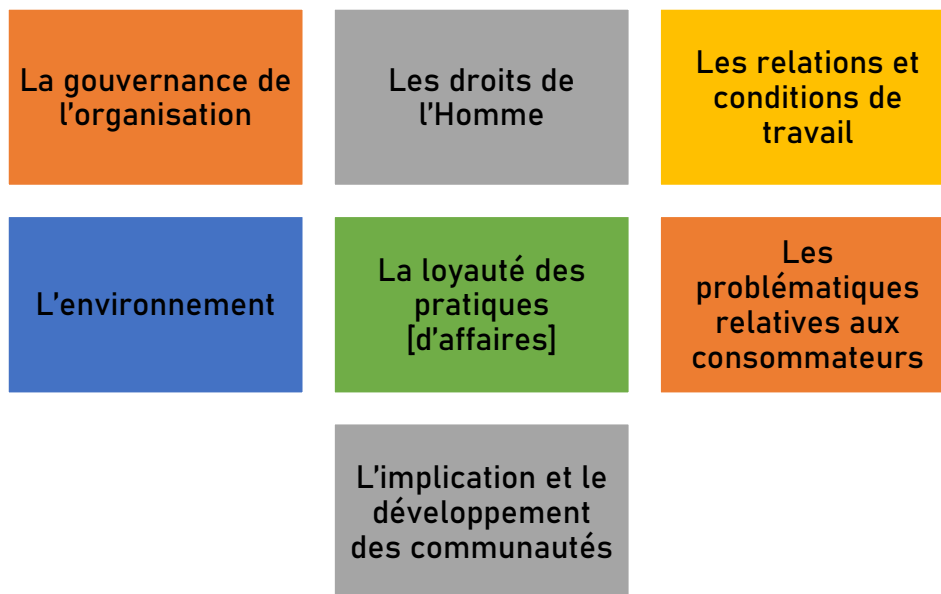 La gouvernance de
l'organisation
Les droits de
l'Homme
Les relations et
conditions de
travail
L'environnement
La loyauté des
pratiques
[d'affaires]
Les
problématiques
relatives aux
consommateurs
L'implication et le
développement
des communautés